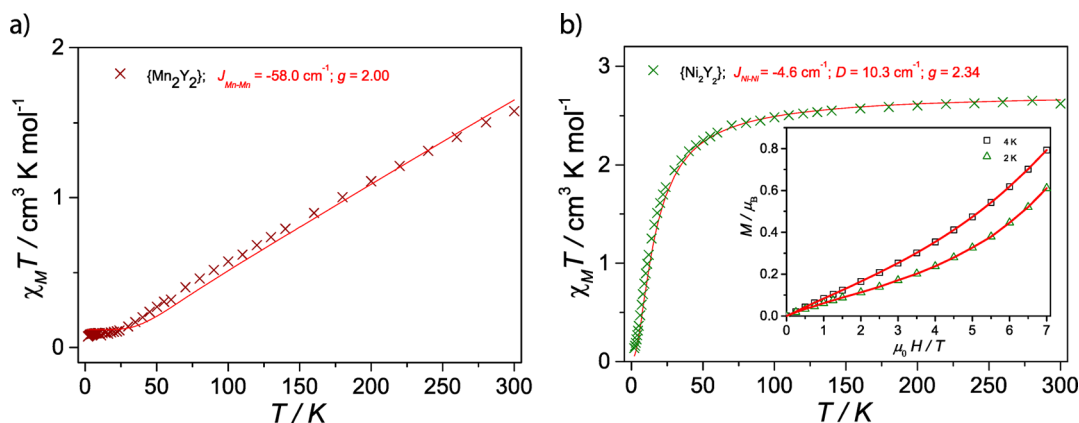 a)
{Mn2Y2}; J Mn-Mn = -58.0 cm⁻¹; g = 2.00
χMT / cm³ K mol⁻¹
2
1
0
0 50 100 150 200 250 300
T / K
b)
{Ni2Y2}; J Ni-Ni = -4.6 cm⁻¹; D = 10.3 cm⁻¹; g = 2.34
χMT / cm³ K mol⁻¹
3
2
1
0
0 50 100 150 200 250 300
T / K
4 K
2 K
M / μB
0.8
0.6
0.4
0.2
0.0
0 1 2 3 4 5 6 7
μ0 H / T